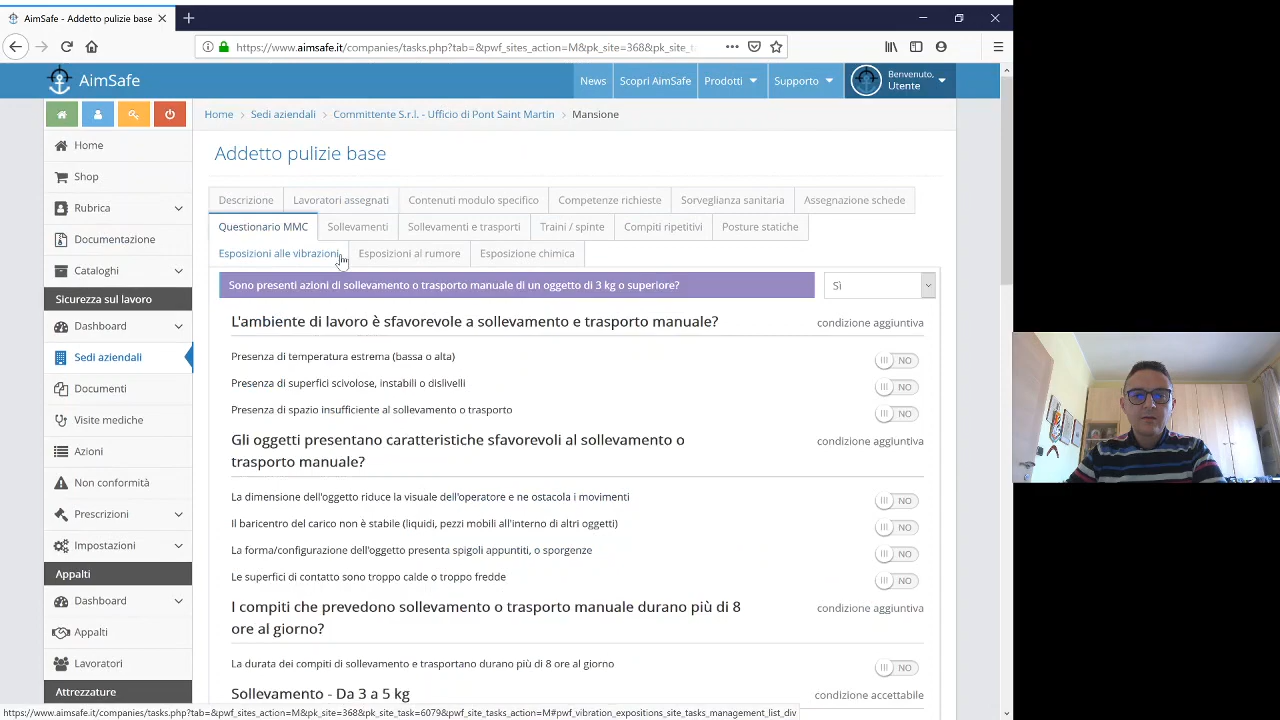 AimSafe - Addetto pulizie base
https://www.aimsafe.it/companies/tasks.php?tab=&pwf_sites_action=M&pk_site=368&pk_site_t
AimSafe
News
Scopri AimSafe
Prodotti
Supporto
Benvenuto,
Utente
Home
Sedi aziendali
Committente S.r.l. - Ufficio di Pont Saint Martin
Mansione
Home
Shop
Rubrica
Documentazione
Cataloghi
Sicurezza sul lavoro
Dashboard
Sedi aziendali
Documenti
Visite mediche
Azioni
Non conformità
Prescrizioni
Impostazioni
Appalti
Dashboard
Appalti
Lavoratori
Attrezzature
Addetto pulizie base
Descrizione
Lavoratori assegnati
Contenuti modulo specifico
Competenze richieste
Sorveglianza sanitaria
Assegnazione schede
Questionario MMC
Sollevamenti
Sollevamenti e trasporti
Traini / spinte
Compiti ripetitivi
Posture statiche
Esposizioni alle vibrazioni
Esposizioni al rumore
Esposizione chimica
Sono presenti azioni di sollevamento o trasporto manuale di un oggetto di 3 kg o superiore?
Sì
L'ambiente di lavoro è sfavorevole a sollevamento e trasporto manuale?
condizione aggiuntiva
Presenza di temperatura estrema (bassa o alta)
NO
Presenza di superfici scivolose, instabili o dislivelli
NO
Presenza di spazio insufficiente al sollevamento o trasporto
NO
Gli oggetti presentano caratteristiche sfavorevoli al sollevamento o
trasporto manuale?
condizione aggiuntiva
La dimensione dell'oggetto riduce la visuale dell'operatore e ne ostacola i movimenti
NO
Il baricentro del carico non è stabile (liquidi, pezzi mobili all'interno di altri oggetti)
NO
La forma/configurazione dell'oggetto presenta spigoli appuntiti, o sporgenze
NO
Le superfici di contatto sono troppo calde o troppo fredde
NO
I compiti che prevedono sollevamento o trasporto manuale durano più di 8
ore al giorno?
condizione aggiuntiva
La durata dei compiti di sollevamento e trasportano durano più di 8 ore al giorno
NO
Sollevamento - Da 3 a 5 kg
condizione accettabile
https://www.aimsafe.it/companies/tasks.php?tab=&pwf_sites_action=M&pk_site=368&pk_site_task=6079&pwf_site_tasks_action=M#pwf_vibration_expositions_site_tasks_management_list_div